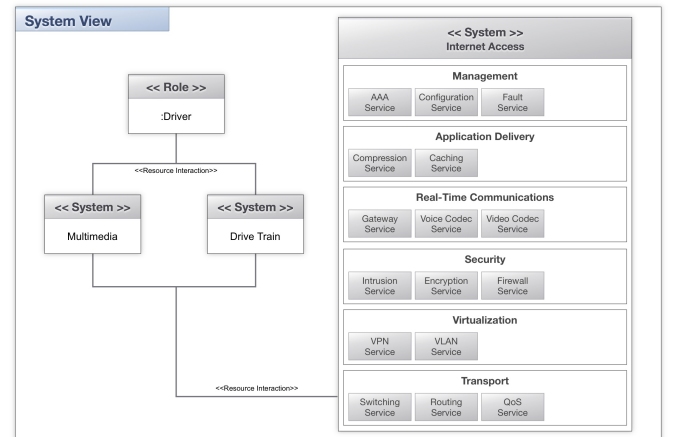 System View
<< System >>
Internet Access
Management
AAA
Service
Configuration
Service
Fault
Service
Application Delivery
Compression
Service
Caching
Service
Real-Time Communications
Gateway
Service
Voice Codec
Service
Video Codec
Service
Security
Intrusion
Service
Encryption
Service
Firewall
Service
Virtualization
VPN
Service
VLAN
Service
Transport
Switching
Service
Routing
Service
QoS
Service
<< Role >>
:Driver
<<Resource Interaction>>
<< System >>
Multimedia
<< System >>
Drive Train
<<Resource Interaction>>